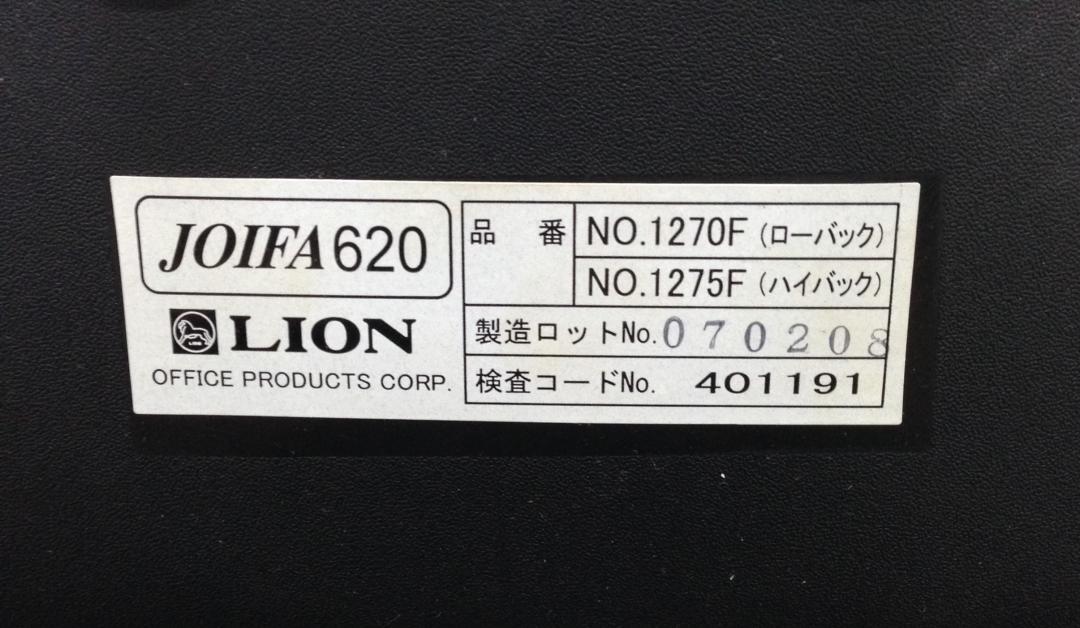 JOIFA620
LION
OFFICE PRODUCTS CORP.
品 番 NO.1270F (ローバック)
NO.1275F (ハイバック)
製造ロットNo. 070208
検査コードNo. 401191